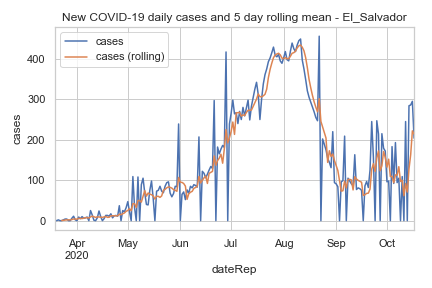 New COVID-19 daily cases and 5 day rolling mean - El_Salvador
cases
cases (rolling)
400
300
200
100
0
cases
Apr
2020
May
Jun
Jul
Aug
Sep
Oct
dateRep